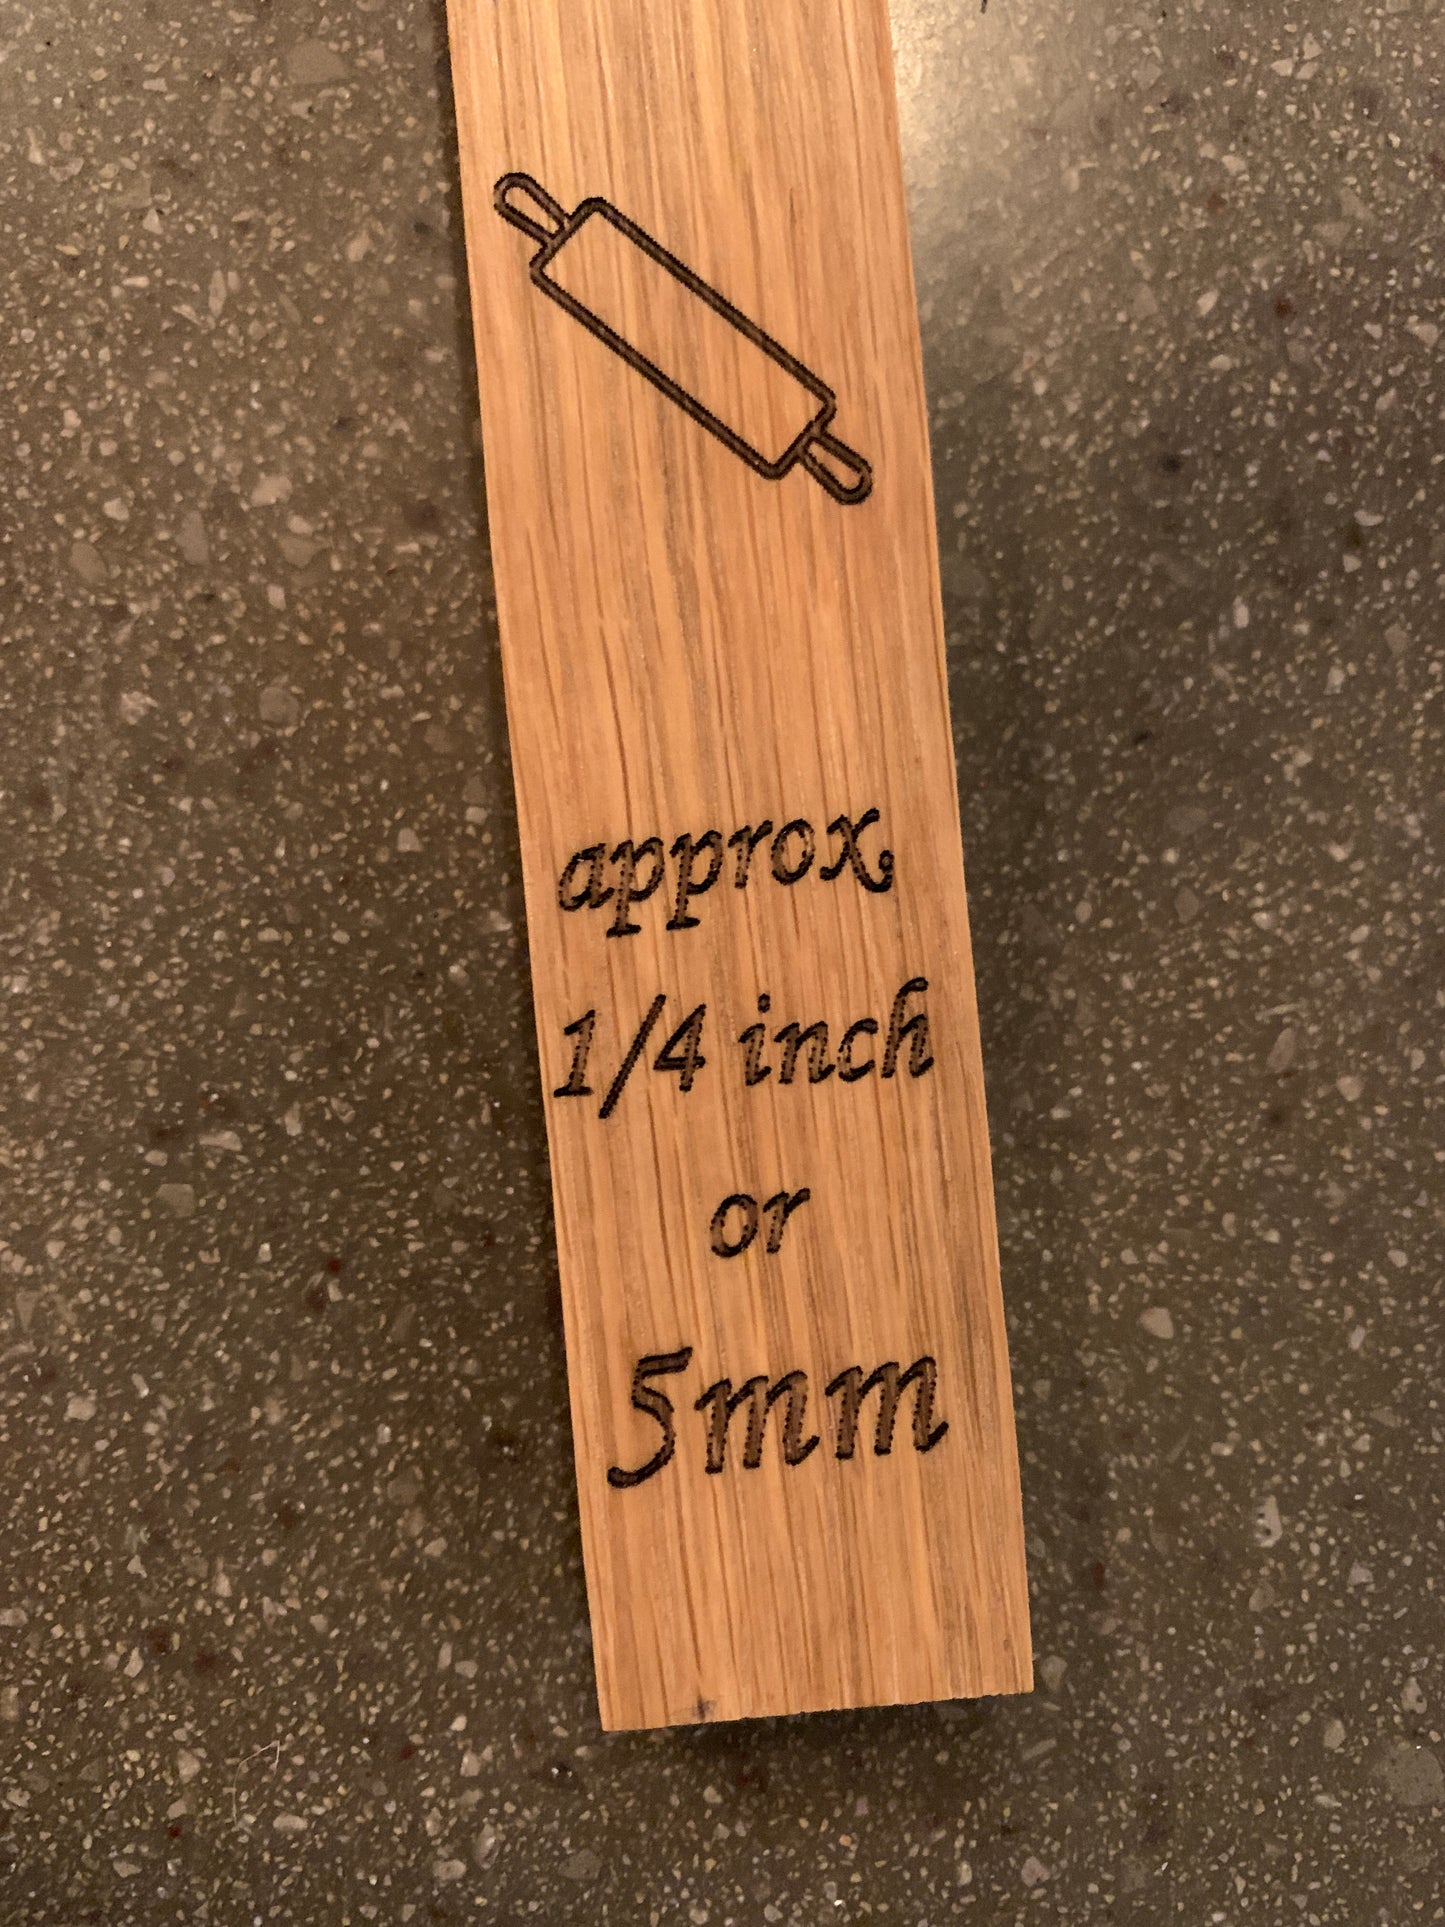 approx
1/4 inch
or
5mm